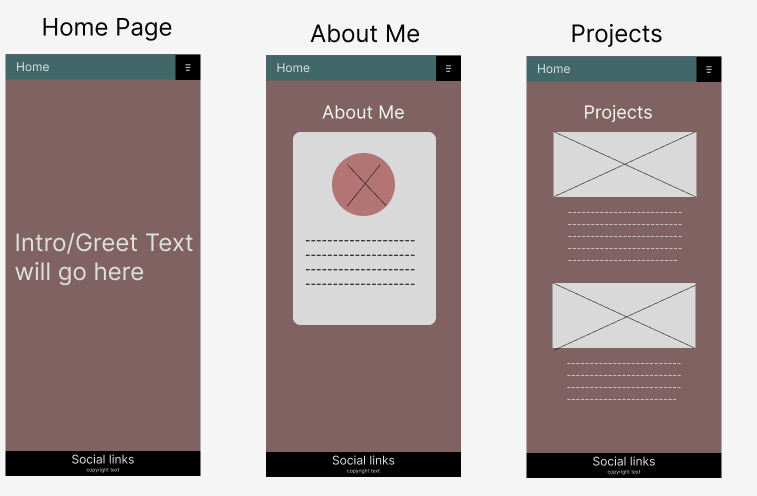 Home Page
Home
Intro/Greet Text
will go here
Social links
copyright text
About Me
Home
About Me
Social links
copyright text
Projects
Home
Projects
Social links
copyright text